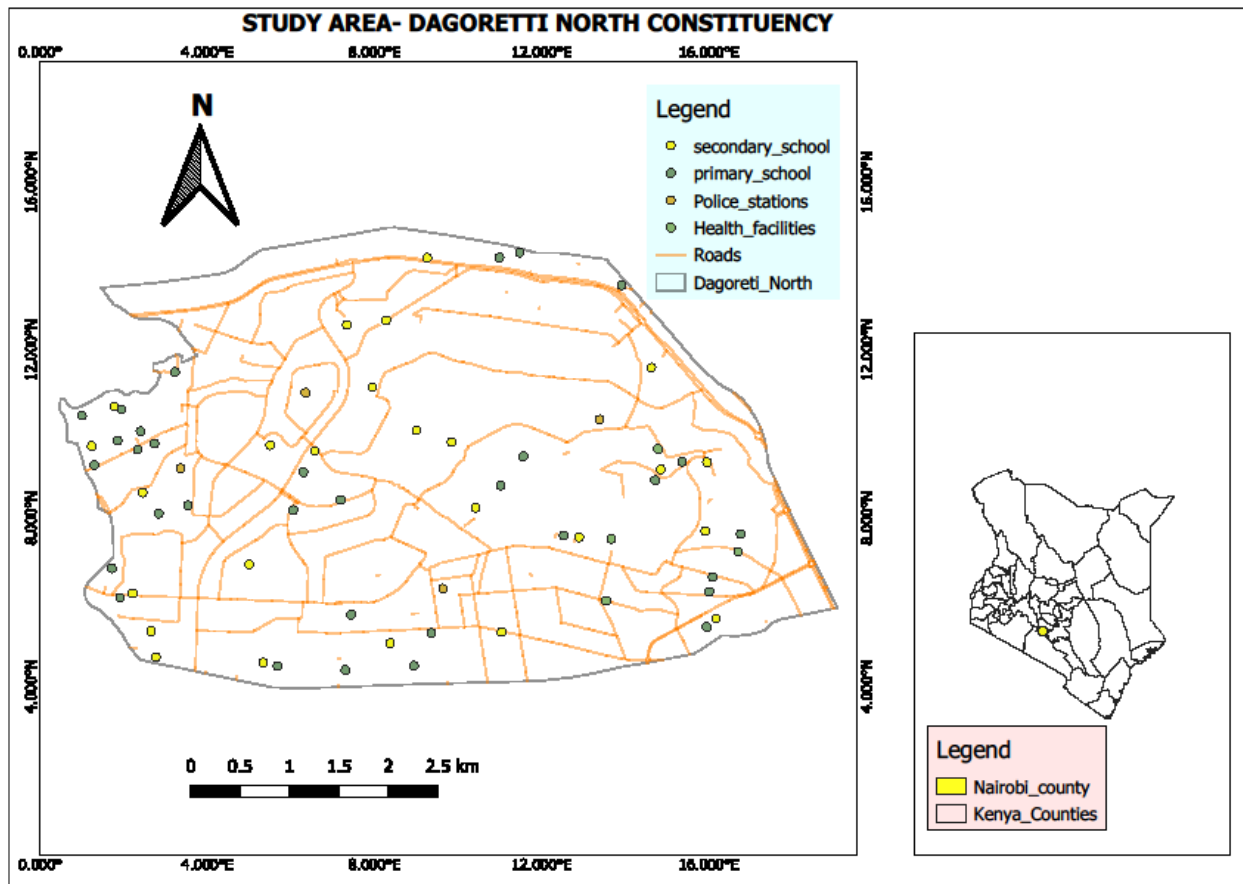 STUDY AREA- DAGORETTI NORTH CONSTITUENCY
0.000° 4.000°E 8.000°E 12.000°E 16.000°E
N
Legend
secondary_school
primary_school
Police_stations
Health_facilities
Roads
Dagoreti_North
16.000°N 16.000°N
12.000°N 12.000°N
8.000°N 8.000°N
4.000°N 4.000°N
0 0.5 1 1.5 2 2.5 km
0.000° 4.000°E 8.000°E 12.000°E 16.000°E
Legend
Nairobi_county
Kenya_Counties